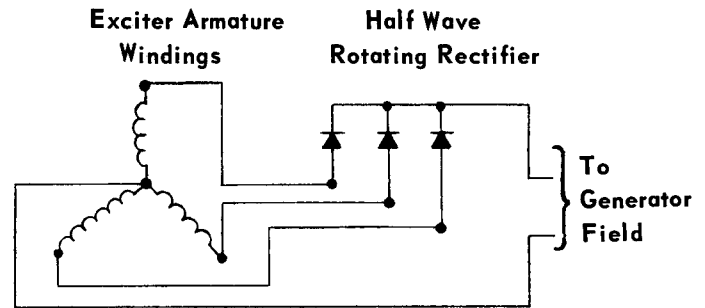 Exciter Armature
Windings
Half Wave
Rotating Rectifier
To
Generator
Field